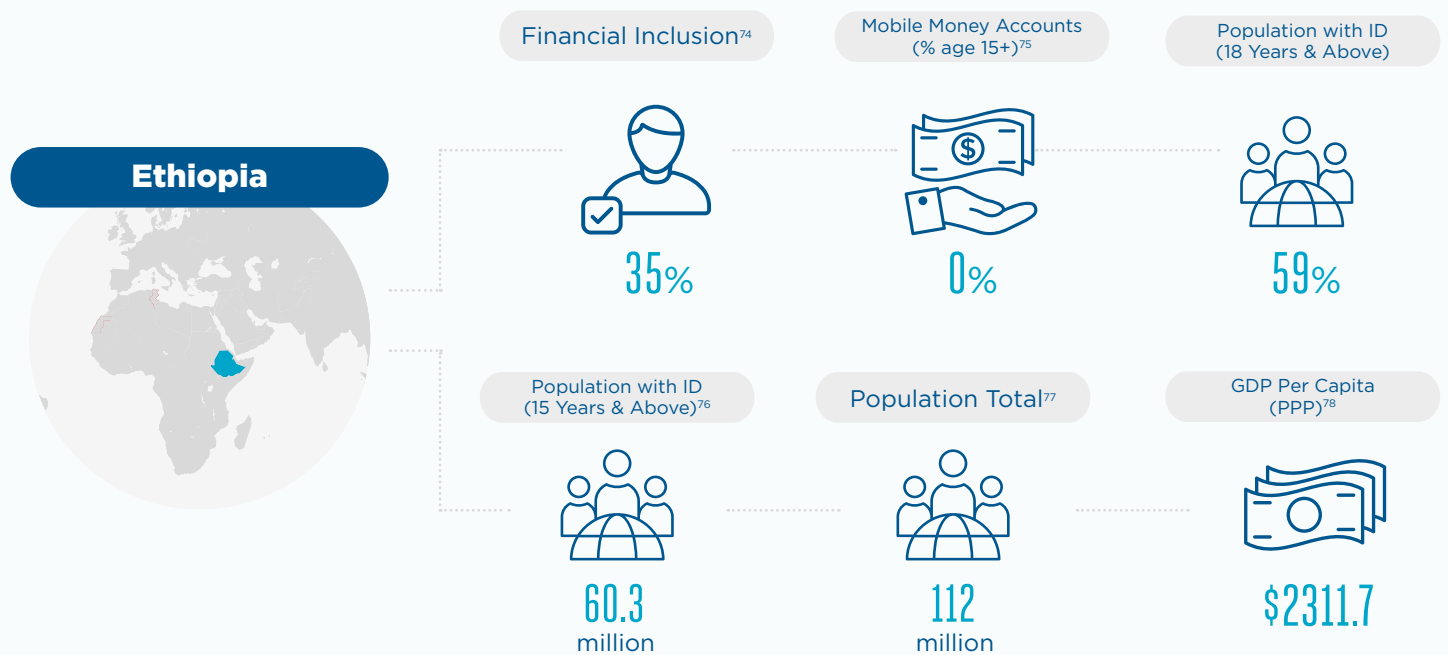 Ethiopia
Financial Inclusion74
35%
Mobile Money Accounts
(% age 15+)75
$
0%
Population with ID
(18 Years & Above)
59%
Population with ID
(15 Years & Above)76
60.3
million
Population Total77
112
million
GDP Per Capita
(PPP)78
$2311.7